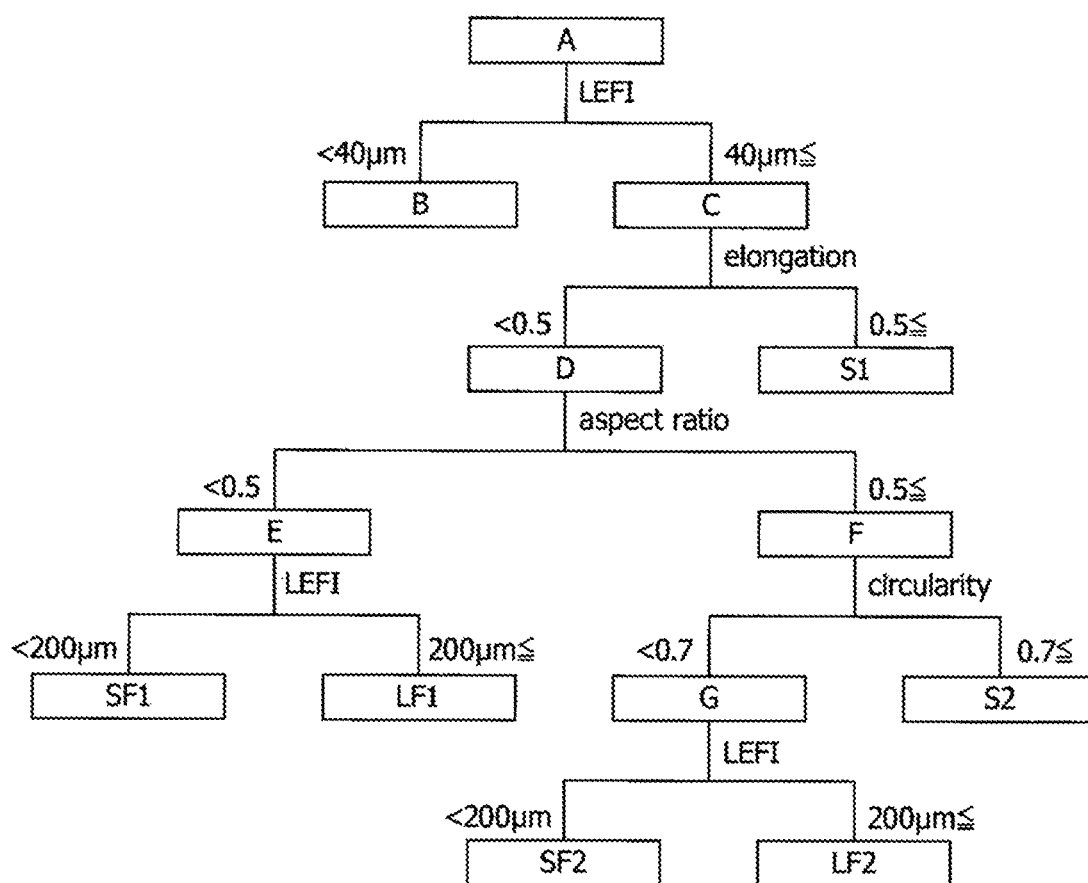 A
LEFI
<40µm 40µm≦
B C
elongation
<0.5 0.5≦
D S1
aspect ratio
<0.5 0.5≦
E F
LEFI circularity
<200µm 200µm≦ <0.7 0.7≦
SF1 LF1 G S2
LEFI
<200µm 200µm≦
SF2 LF2